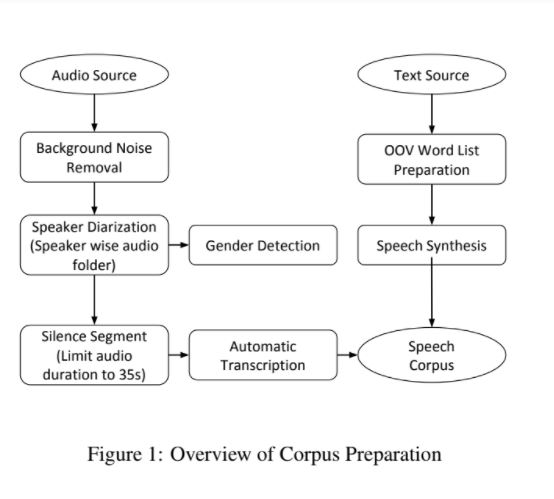 Audio Source
Text Source
Background Noise
Removal
OOV Word List
Preparation
Speaker Diarization
(Speaker wise audio
folder)
Gender Detection
Speech Synthesis
Silence Segment
(Limit audio
duration to 35s)
Automatic
Transcription
Speech
Corpus
Figure 1: Overview of Corpus Preparation